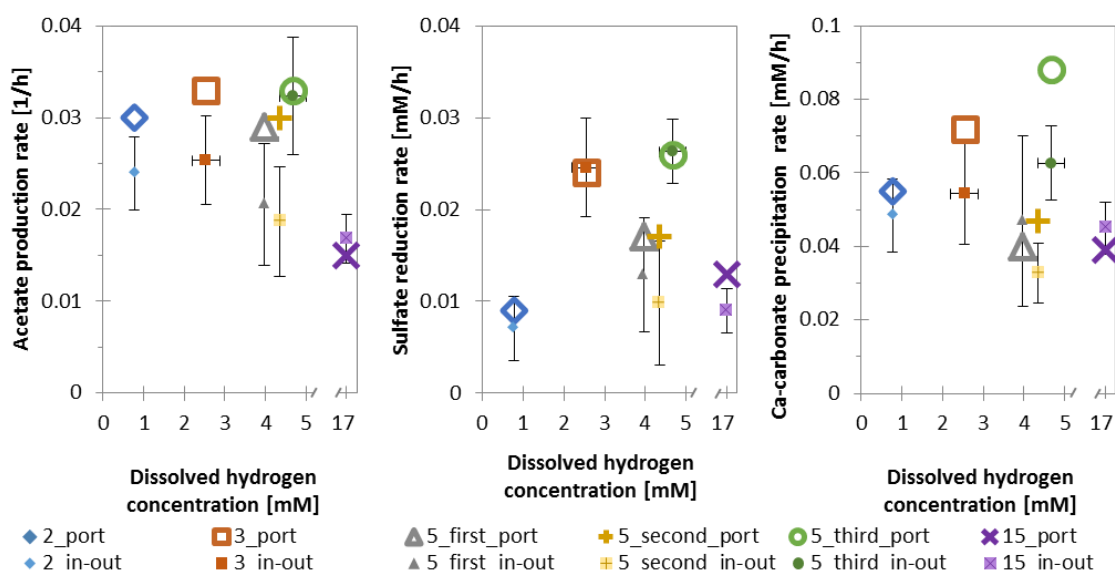 Acetate production rate [1/h]
0.04
0.03
0.02
0.01
0
0 1 2 3 4 5 17
Dissolved hydrogen
concentration [mM]
Sulfate reduction rate [mM/h]
0.04
0.03
0.02
0.01
0
0 1 2 3 4 5 17
Dissolved hydrogen
concentration [mM]
Ca-carbonate precipitation rate [mM/h]
0.1
0.08
0.06
0.04
0.02
0
0 1 2 3 4 5 17
Dissolved hydrogen
concentration [mM]
2_port 3_port 5_first_port 5_second_port 5_third_port 15_port
2_in-out 3_in-out 5_first_in-out 5_second_in-out 5_third_in-out 15_in-out